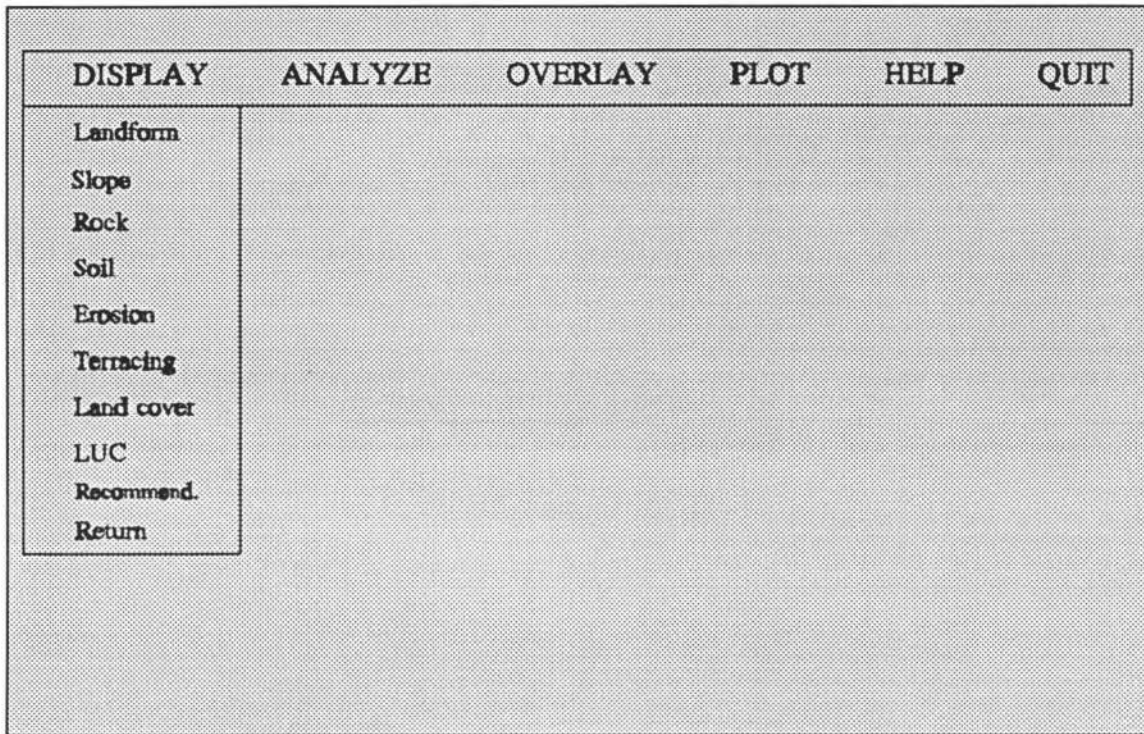 DISPLAY ANALYZE OVERLAY PLOT HELP QUIT
Landform
Slope
Rock
Soil
Erosion
Terracing
Land cover
LUC
Recommend.
Return